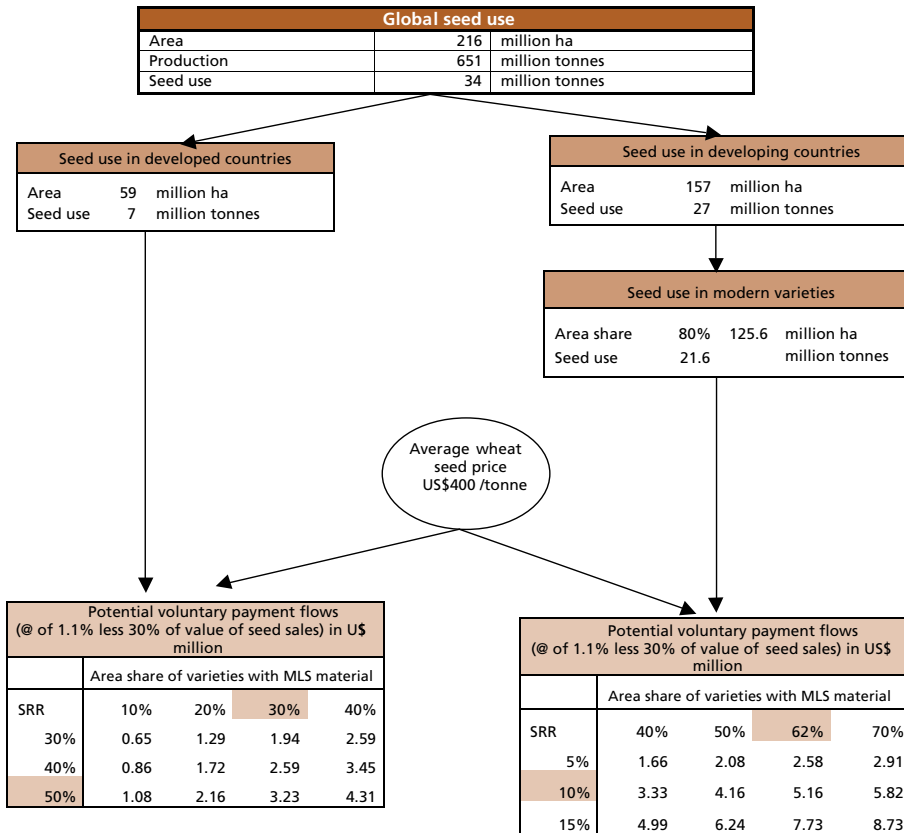 Global seed use
Area 216 million ha
Production 651 million tonnes
Seed use 34 million tonnes
Seed use in developed countries
Area 59 million ha
Seed use 7 million tonnes
Seed use in developing countries
Area 157 million ha
Seed use 27 million tonnes
Seed use in modern varieties
Area share 80% 125.6 million ha
Seed use 21.6 million tonnes
Average wheat
seed price
US$400 /tonne
Potential voluntary payment flows
(@ of 1.1% less 30% of value of seed sales) in U$
million
Area share of varieties with MLS material
SRR 10% 20% 30% 40%
30% 0.65 1.29 1.94 2.59
40% 0.86 1.72 2.59 3.45
50% 1.08 2.16 3.23 4.31
Potential voluntary payment flows
(@ of 1.1% less 30% of value of seed sales) in US$
million
Area share of varieties with MLS material
SRR 40% 50% 62% 70%
5% 1.66 2.08 2.58 2.91
10% 3.33 4.16 5.16 5.82
15% 4.99 6.24 7.73 8.73